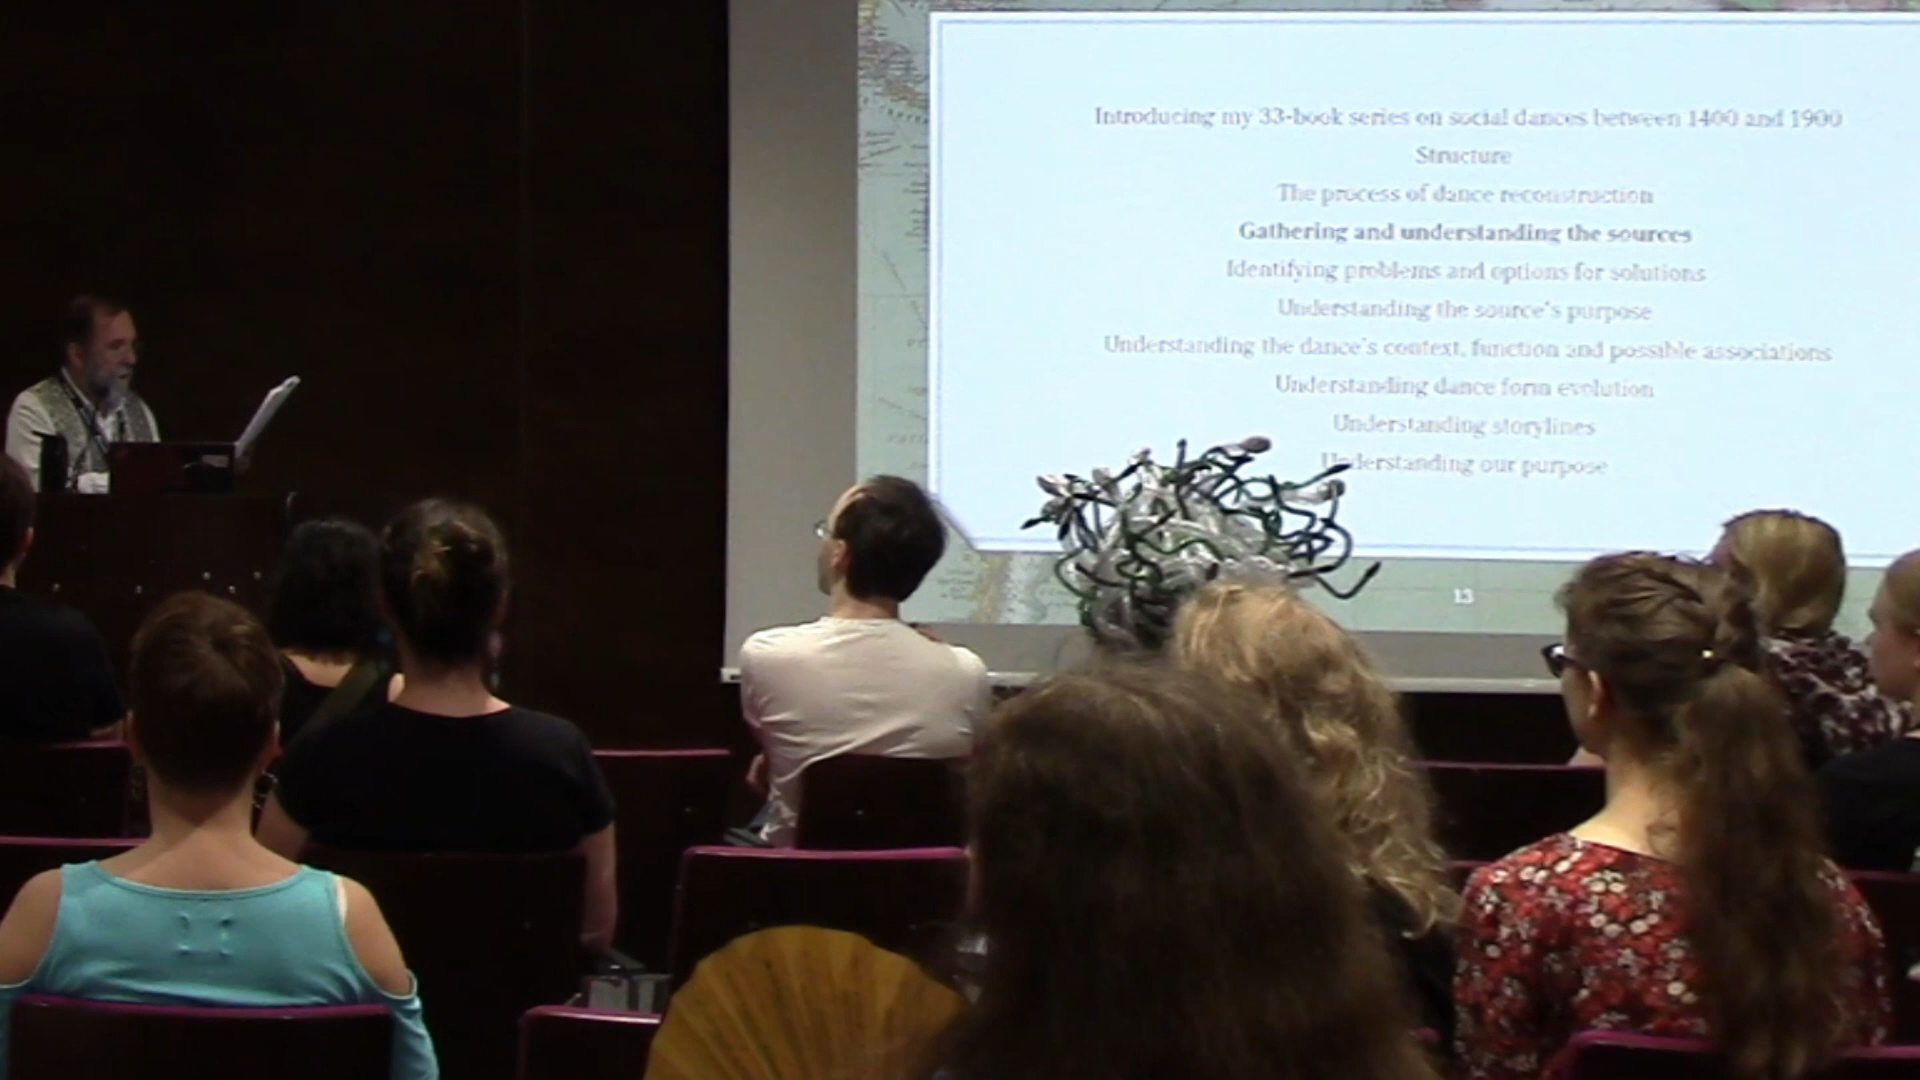 Introducing my 33-book series on social dances between 1400 and 1900
Structure
The process of dance reconstruction
Gathering and understanding the sources
Identifying problems and options for solutions
Understanding the source's purpose
Understanding the dance's context, function and possible associations
Understanding dance form evolution
Understanding storylines
Understanding our purpose
13